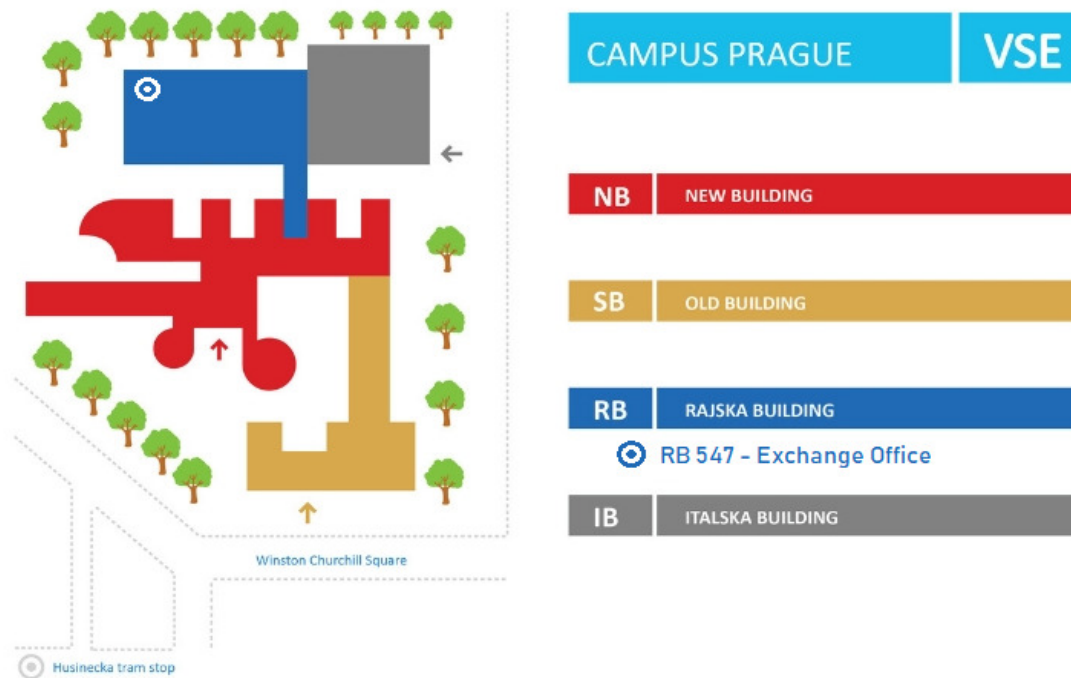 CAMPUS PRAGUE VSE
NB NEW BUILDING
SB OLD BUILDING
RB RAJSKA BUILDING
RB 547 - Exchange Office
IB ITALSKA BUILDING
Winston Churchill Square
Husinecka tram stop